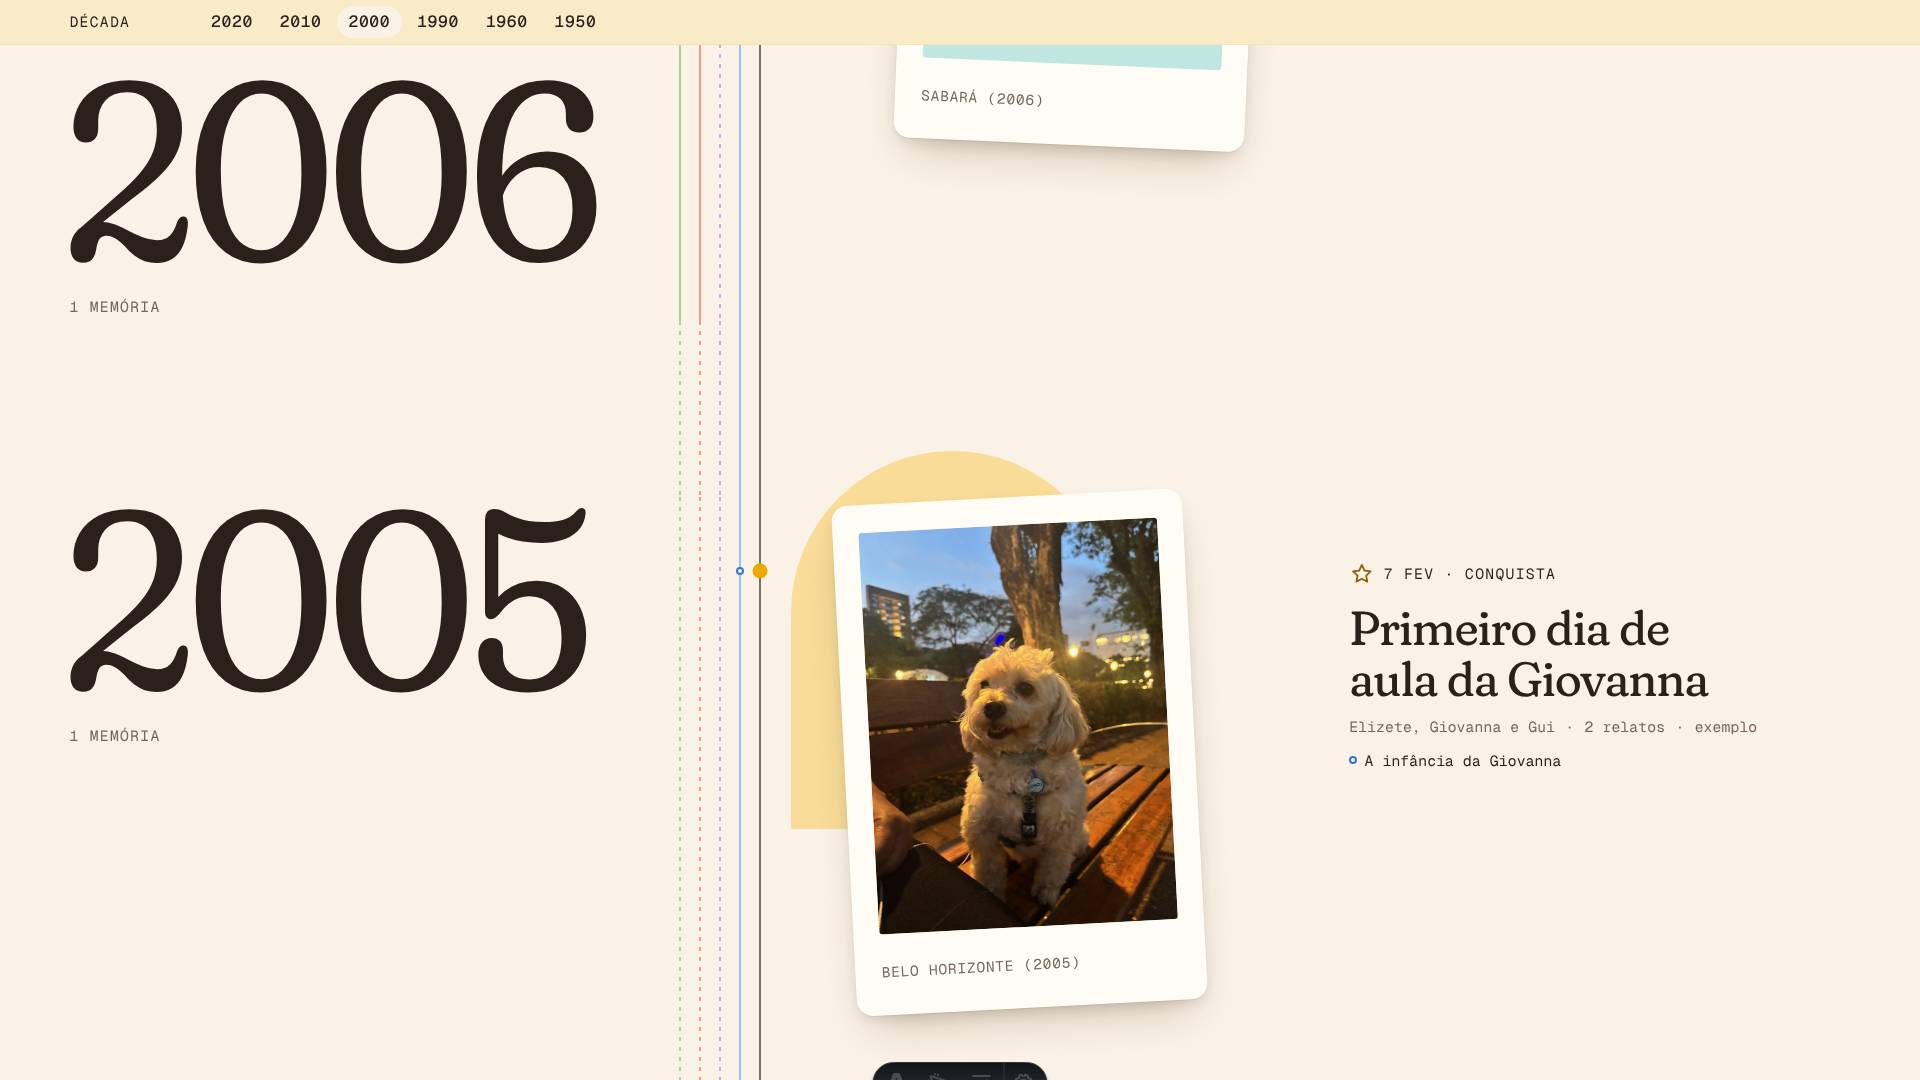 DÉCADA 2020 2010 2000 1990 1960 1950
2006
1 MEMÓRIA
SABARÁ (2006)
2005
1 MEMÓRIA
BELO HORIZONTE (2005)
7 FEV · CONQUISTA
Primeiro dia de
aula da Giovanna
Elizete, Giovanna e Gui · 2 relatos · exemplo
A infância da Giovanna